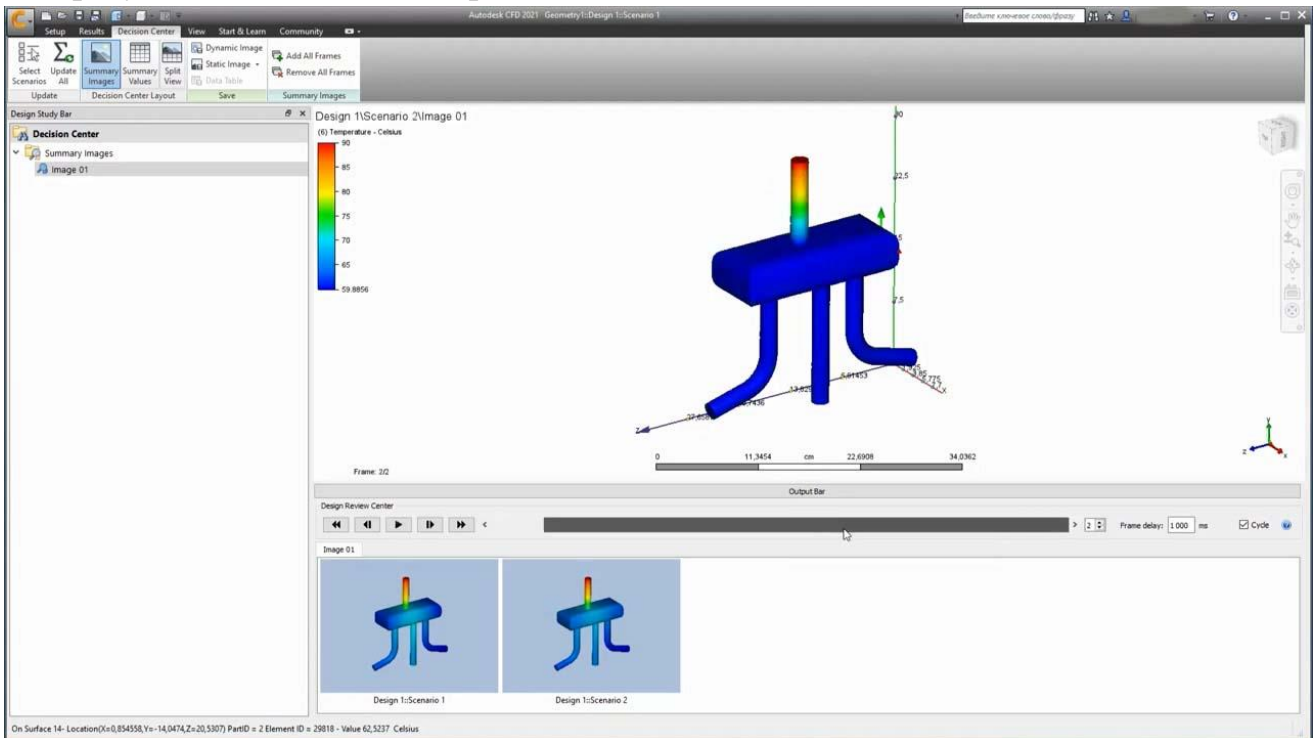 Autodesk CFD 2021 Geometry1::Design 1::Scenario 1
Введите ключевое слово/фразу
Setup Results Decision Center View Start & Learn Community
Select Scenarios
Update All
Summary Images
Summary Values
Split View
Dynamic Image
Static Image
Data Table
Add All Frames
Remove All Frames
Update Decision Center Layout Save Summary Images
Design Study Bar
Decision Center
Summary Images
Image 01
Design 1\Scenario 2\Image 01
(6) Temperature - Celsius
90
85
80
75
70
65
59.8856
30
22,5
7,5
5,91453
Z
X
0 11,3454 cm 22,6908 34,0362
Y
Z
X
Frame: 2/2
Output Bar
Design Review Center
< > 2 Frame delay: 1000 ms Cycle
Image 01
Design 1::Scenario 1 Design 1::Scenario 2
On Surface 14- Location(X=0,854558,Y=-14,0474,Z=20,5307) PartID = 2 Element ID = 29818 - Value 62,5237 Celsius